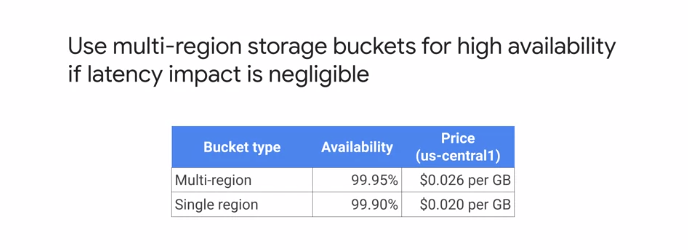 Use multi-region storage buckets for high availability
if latency impact is negligible
Bucket type Availability Price
(us-central1)
Multi-region 99.95% $0.026 per GB
Single region 99.90% $0.020 per GB